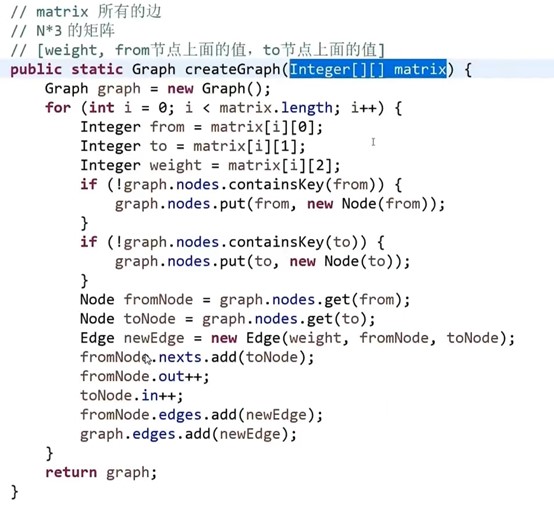 // matrix 所有的边
// N*3 的矩阵
// [weight, from节点上面的值，to节点上面的值]
public static Graph createGraph(Integer[][] matrix) {
Graph graph = new Graph();
for (int i = 0; i < matrix.length; i++) {
Integer from = matrix[i][0];
Integer to = matrix[i][1];
Integer weight = matrix[i][2];
if (!graph.nodes.containsKey(from)) {
graph.nodes.put(from, new Node(from));
}
if (!graph.nodes.containsKey(to)) {
graph.nodes.put(to, new Node(to));
}
Node fromNode = graph.nodes.get(from);
Node toNode = graph.nodes.get(to);
Edge newEdge = new Edge(weight, fromNode, toNode);
fromNode.nexts.add(toNode);
fromNode.out++;
toNode.in++;
fromNode.edges.add(newEdge);
graph.edges.add(newEdge);
}
return graph;
}